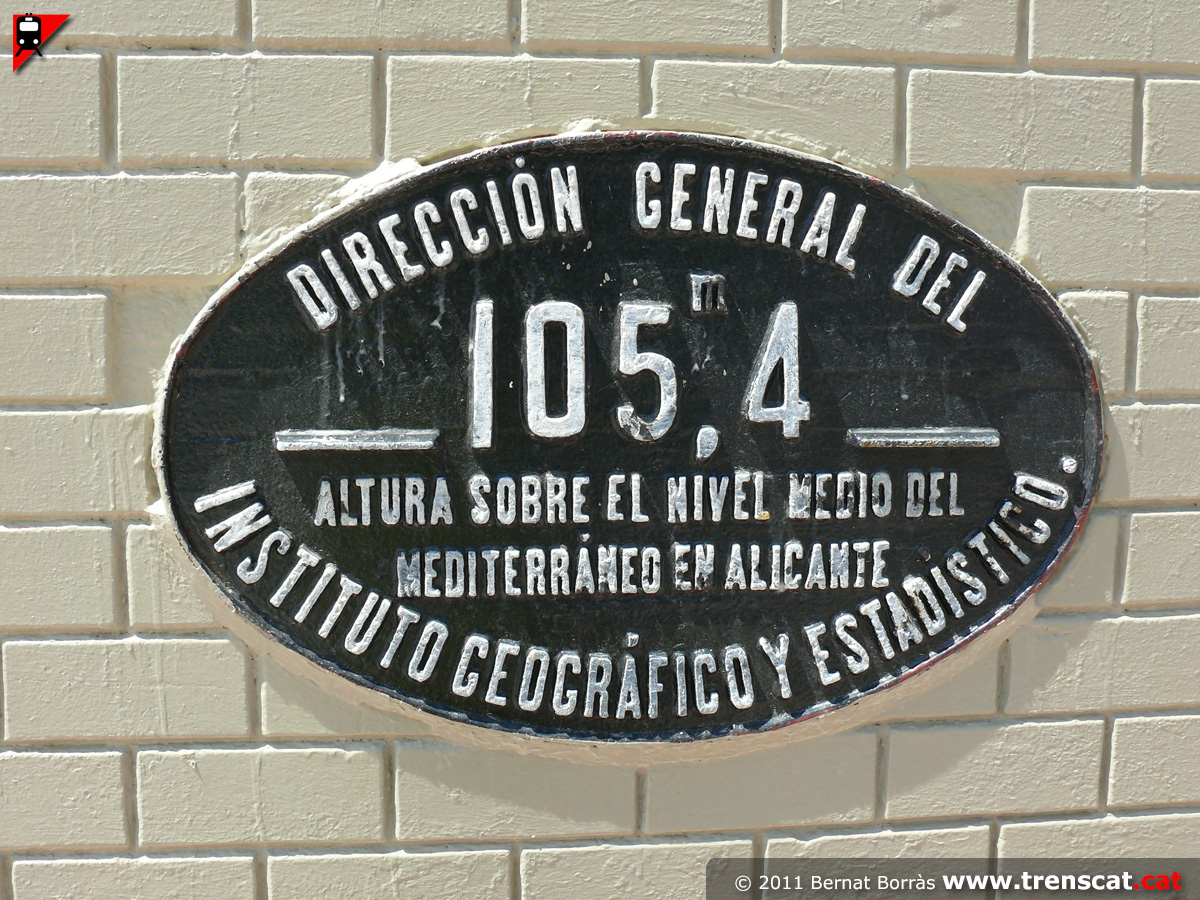 DIRECCIÓN GENERAL DEL
105,ᵐ4
ALTURA SOBRE EL NIVEL MEDIO DEL
MEDITERRÁNEO EN ALICANTE
INSTITUTO GEOGRÁFICO Y ESTADÍSTICO.
© 2011 Bernat Borràs www.trenscat.cat